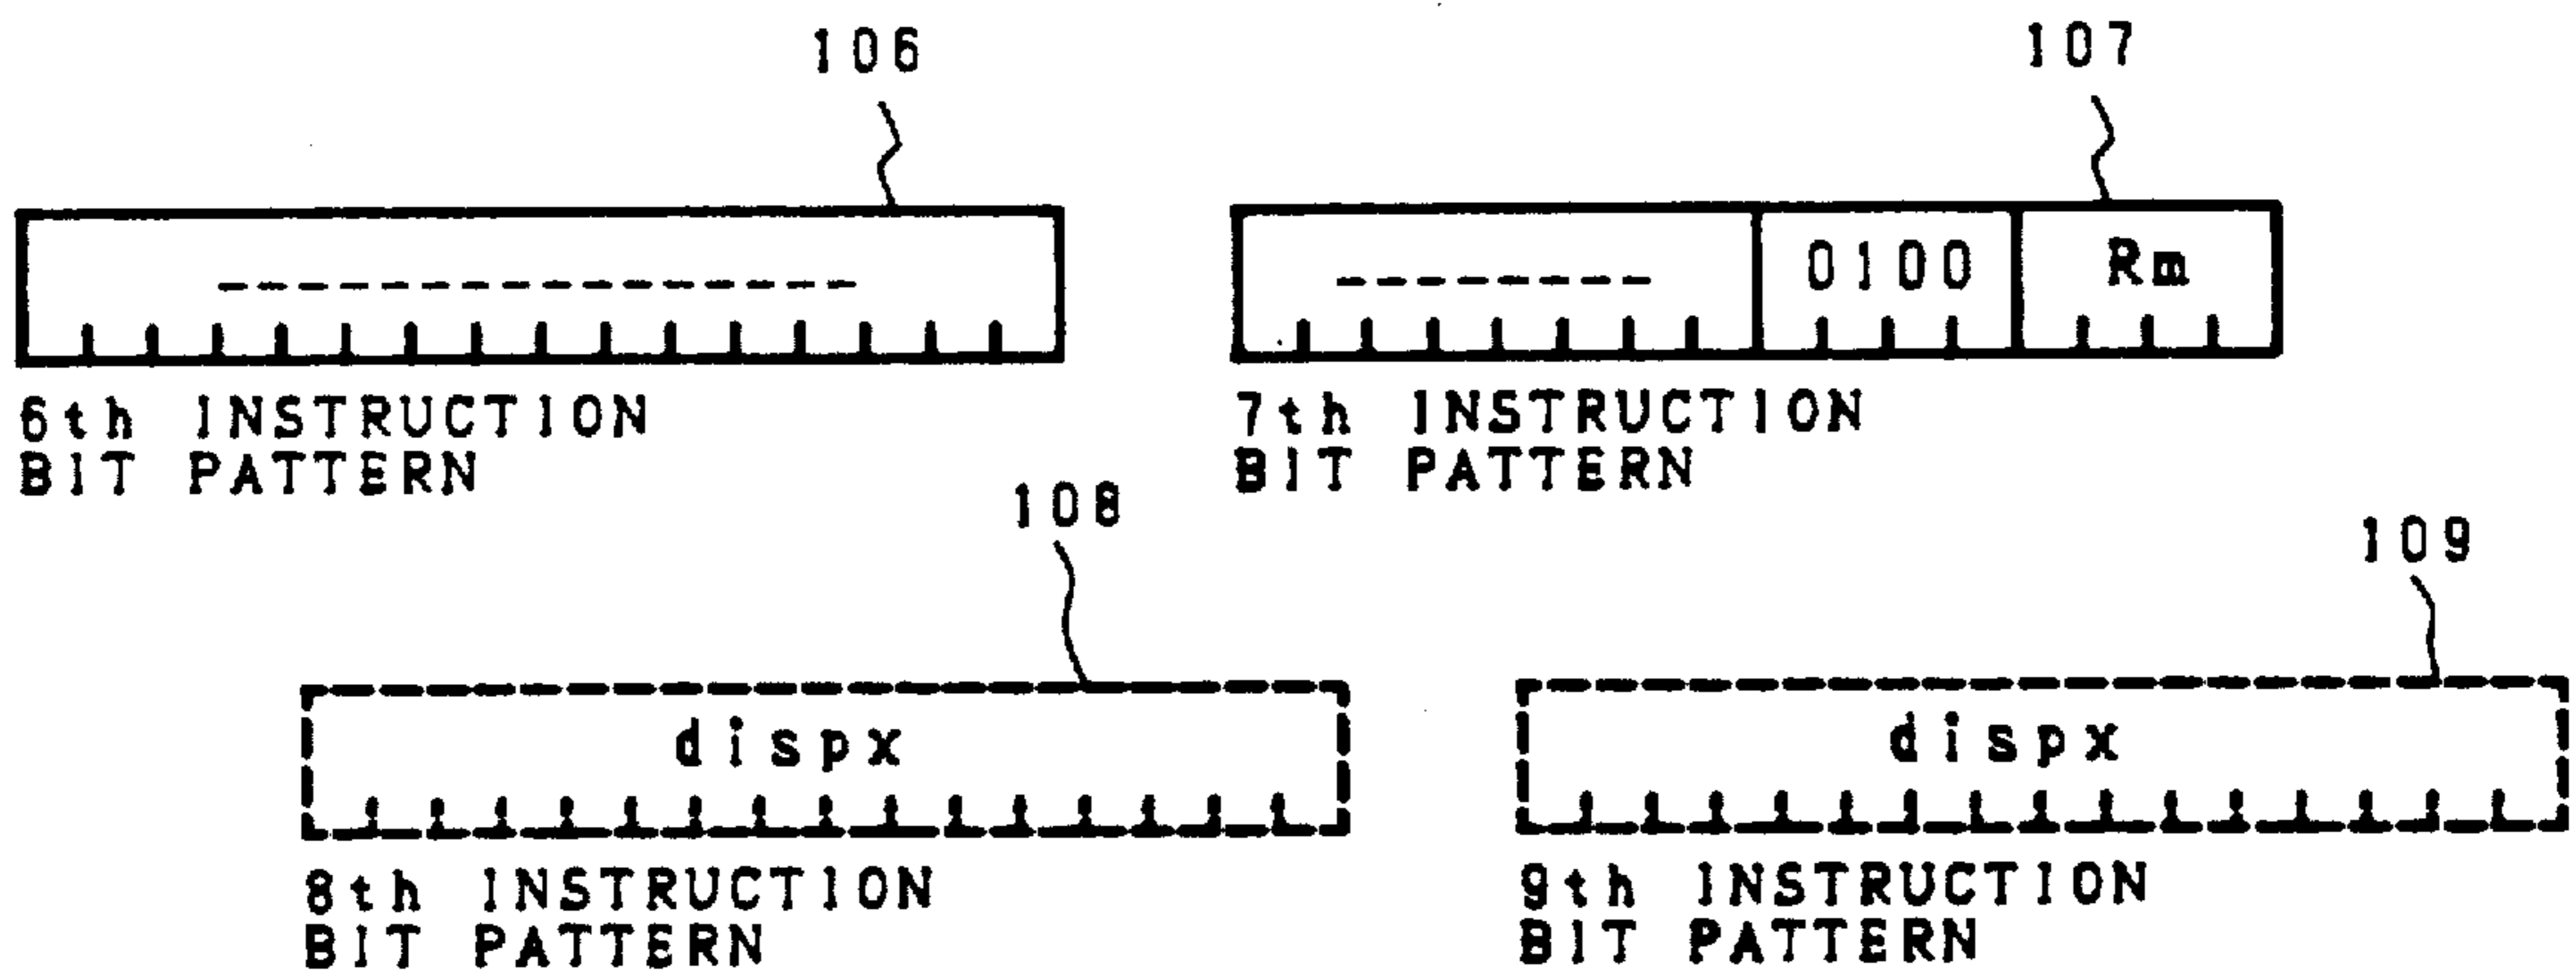 106
107
---------------- 
-------- 0100 Rm
6th INSTRUCTION
BIT PATTERN
7th INSTRUCTION
BIT PATTERN
108
109
dispx
dispx
8th INSTRUCTION
BIT PATTERN
9th INSTRUCTION
BIT PATTERN